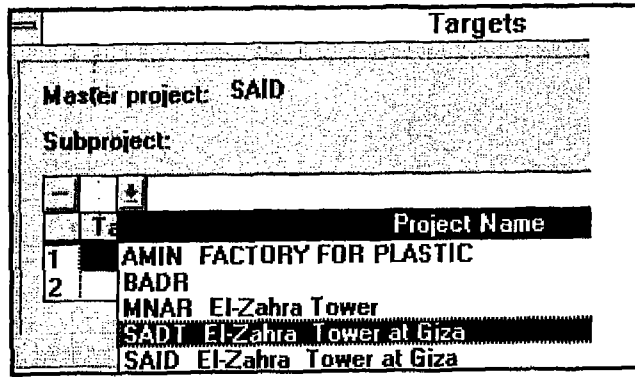 Targets
Master project: SAID
Subproject:
Ta
Project Name
1 AMIN FACTORY FOR PLASTIC
2 BADR
MNAR El-Zahra Tower
SADT El-Zahra Tower at Giza
SAID El-Zahra Tower at Giza